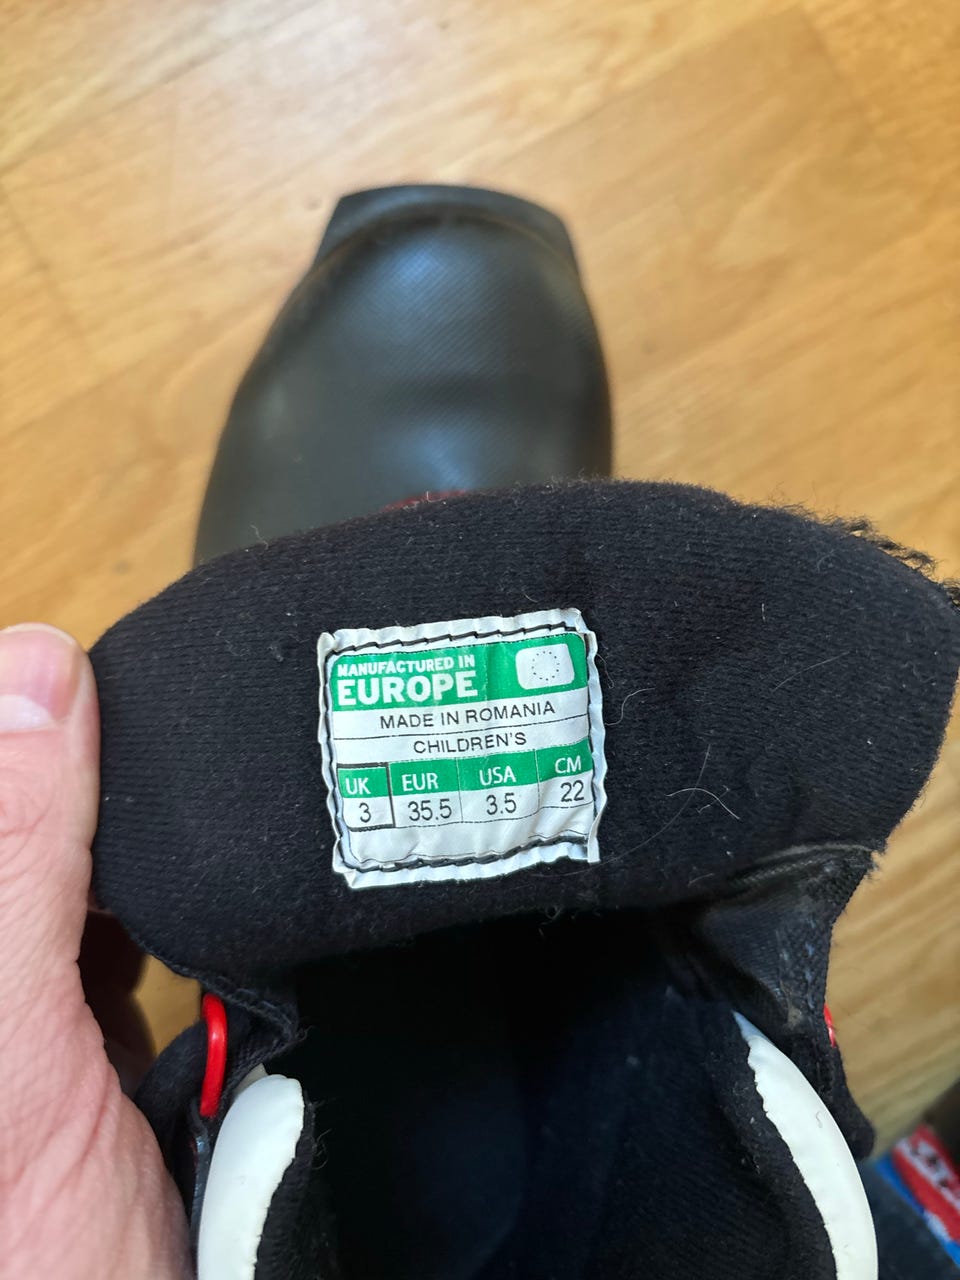 MANUFACTURED IN
EUROPE
MADE IN ROMANIA
CHILDREN'S
UK EUR USA CM
3 35.5 3.5 22